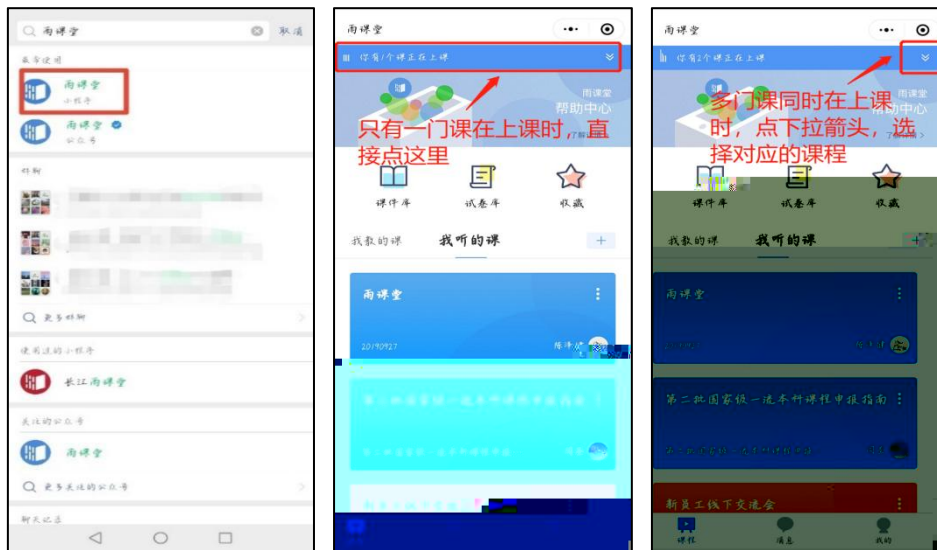 雨课堂
取消
最常使用
雨课堂
小程序
雨课堂
公众号
群聊
更多群聊
使用过的小程序
长江雨课堂
关注的公众号
雨课堂
更多关注的公众号
聊天记录
雨课堂
你有1个课正在上课
雨课堂
帮助中心
只有一门课在上课时，直
接点这里
课件库
试卷库
收藏
我教的课
我听的课
雨课堂
20190927
雨课堂
你有2个课正在上课
雨课堂
多门课同时在上课
时，点下拉箭头，选
择对应的课程
课件库
试卷库
收藏
我教的课
我听的课
雨课堂
第二批国家级一流本科课程申报指南
新员工线下交流会
课程
消息
我的